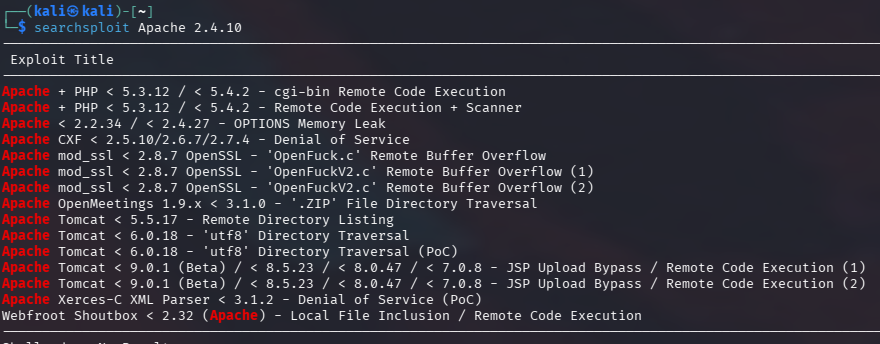 (kali㉿kali)-[~]
$ searchsploit Apache 2.4.10
Exploit Title
Apache + PHP < 5.3.12 / < 5.4.2 - cgi-bin Remote Code Execution
Apache + PHP < 5.3.12 / < 5.4.2 - Remote Code Execution + Scanner
Apache < 2.2.34 / < 2.4.27 - OPTIONS Memory Leak
Apache CXF < 2.5.10/2.6.7/2.7.4 - Denial of Service
Apache mod_ssl < 2.8.7 OpenSSL - 'OpenFuck.c' Remote Buffer Overflow
Apache mod_ssl < 2.8.7 OpenSSL - 'OpenFuckV2.c' Remote Buffer Overflow (1)
Apache mod_ssl < 2.8.7 OpenSSL - 'OpenFuckV2.c' Remote Buffer Overflow (2)
Apache OpenMeetings 1.9.x < 3.1.0 - '.ZIP' File Directory Traversal
Apache Tomcat < 5.5.17 - Remote Directory Listing
Apache Tomcat < 6.0.18 - 'utf8' Directory Traversal
Apache Tomcat < 6.0.18 - 'utf8' Directory Traversal (PoC)
Apache Tomcat < 9.0.1 (Beta) / < 8.5.23 / < 8.0.47 / < 7.0.8 - JSP Upload Bypass / Remote Code Execution (1)
Apache Tomcat < 9.0.1 (Beta) / < 8.5.23 / < 8.0.47 / < 7.0.8 - JSP Upload Bypass / Remote Code Execution (2)
Apache Xerces-C XML Parser < 3.1.2 - Denial of Service (PoC)
Webfroot Shoutbox < 2.32 (Apache) - Local File Inclusion / Remote Code Execution